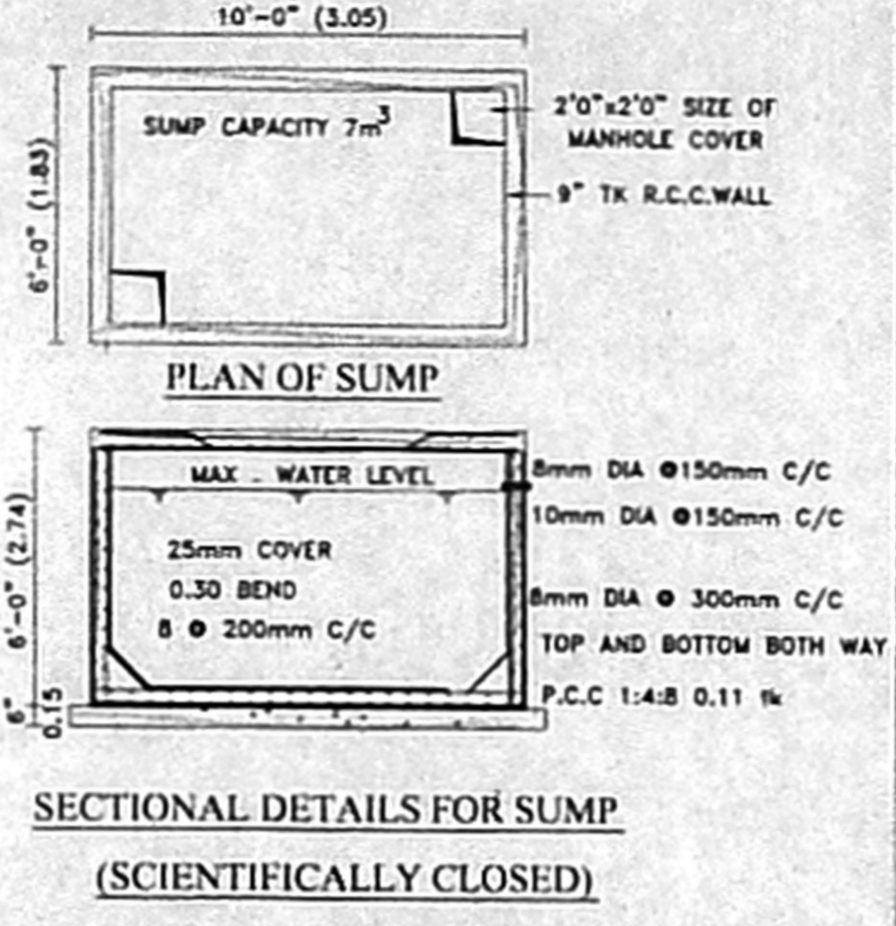 10'-0" (3.05)
6'-0" (1.83)
SUMP CAPACITY 7m³
2'0"x2'0" SIZE OF
MANHOLE COVER
9" TK R.C.C.WALL
PLAN OF SUMP
6'-0" (2.74)
6"
0.15
MAX - WATER LEVEL
25mm COVER
0.30 BEND
8 @ 200mm C/C
8mm DIA @150mm C/C
10mm DIA @150mm C/C
8mm DIA @ 300mm C/C
TOP AND BOTTOM BOTH WAY
P.C.C 1:4:8 0.11 tk
SECTIONAL DETAILS FOR SUMP
(SCIENTIFICALLY CLOSED)